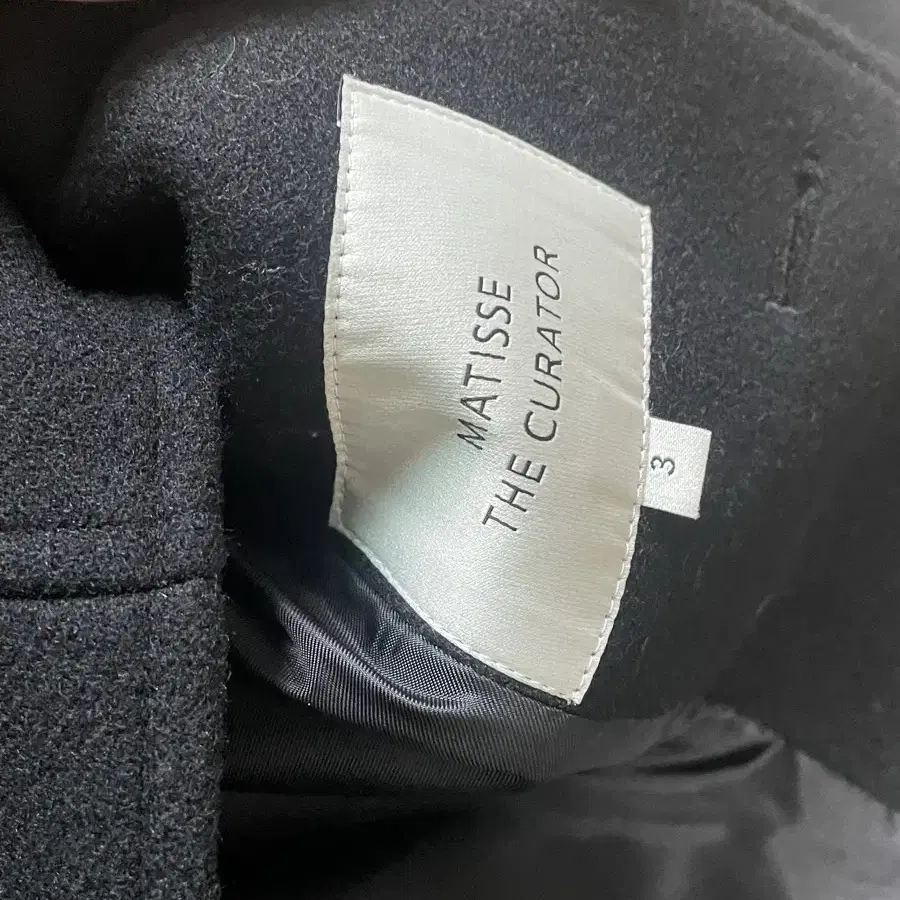 MATISSE
THE CURATOR
3